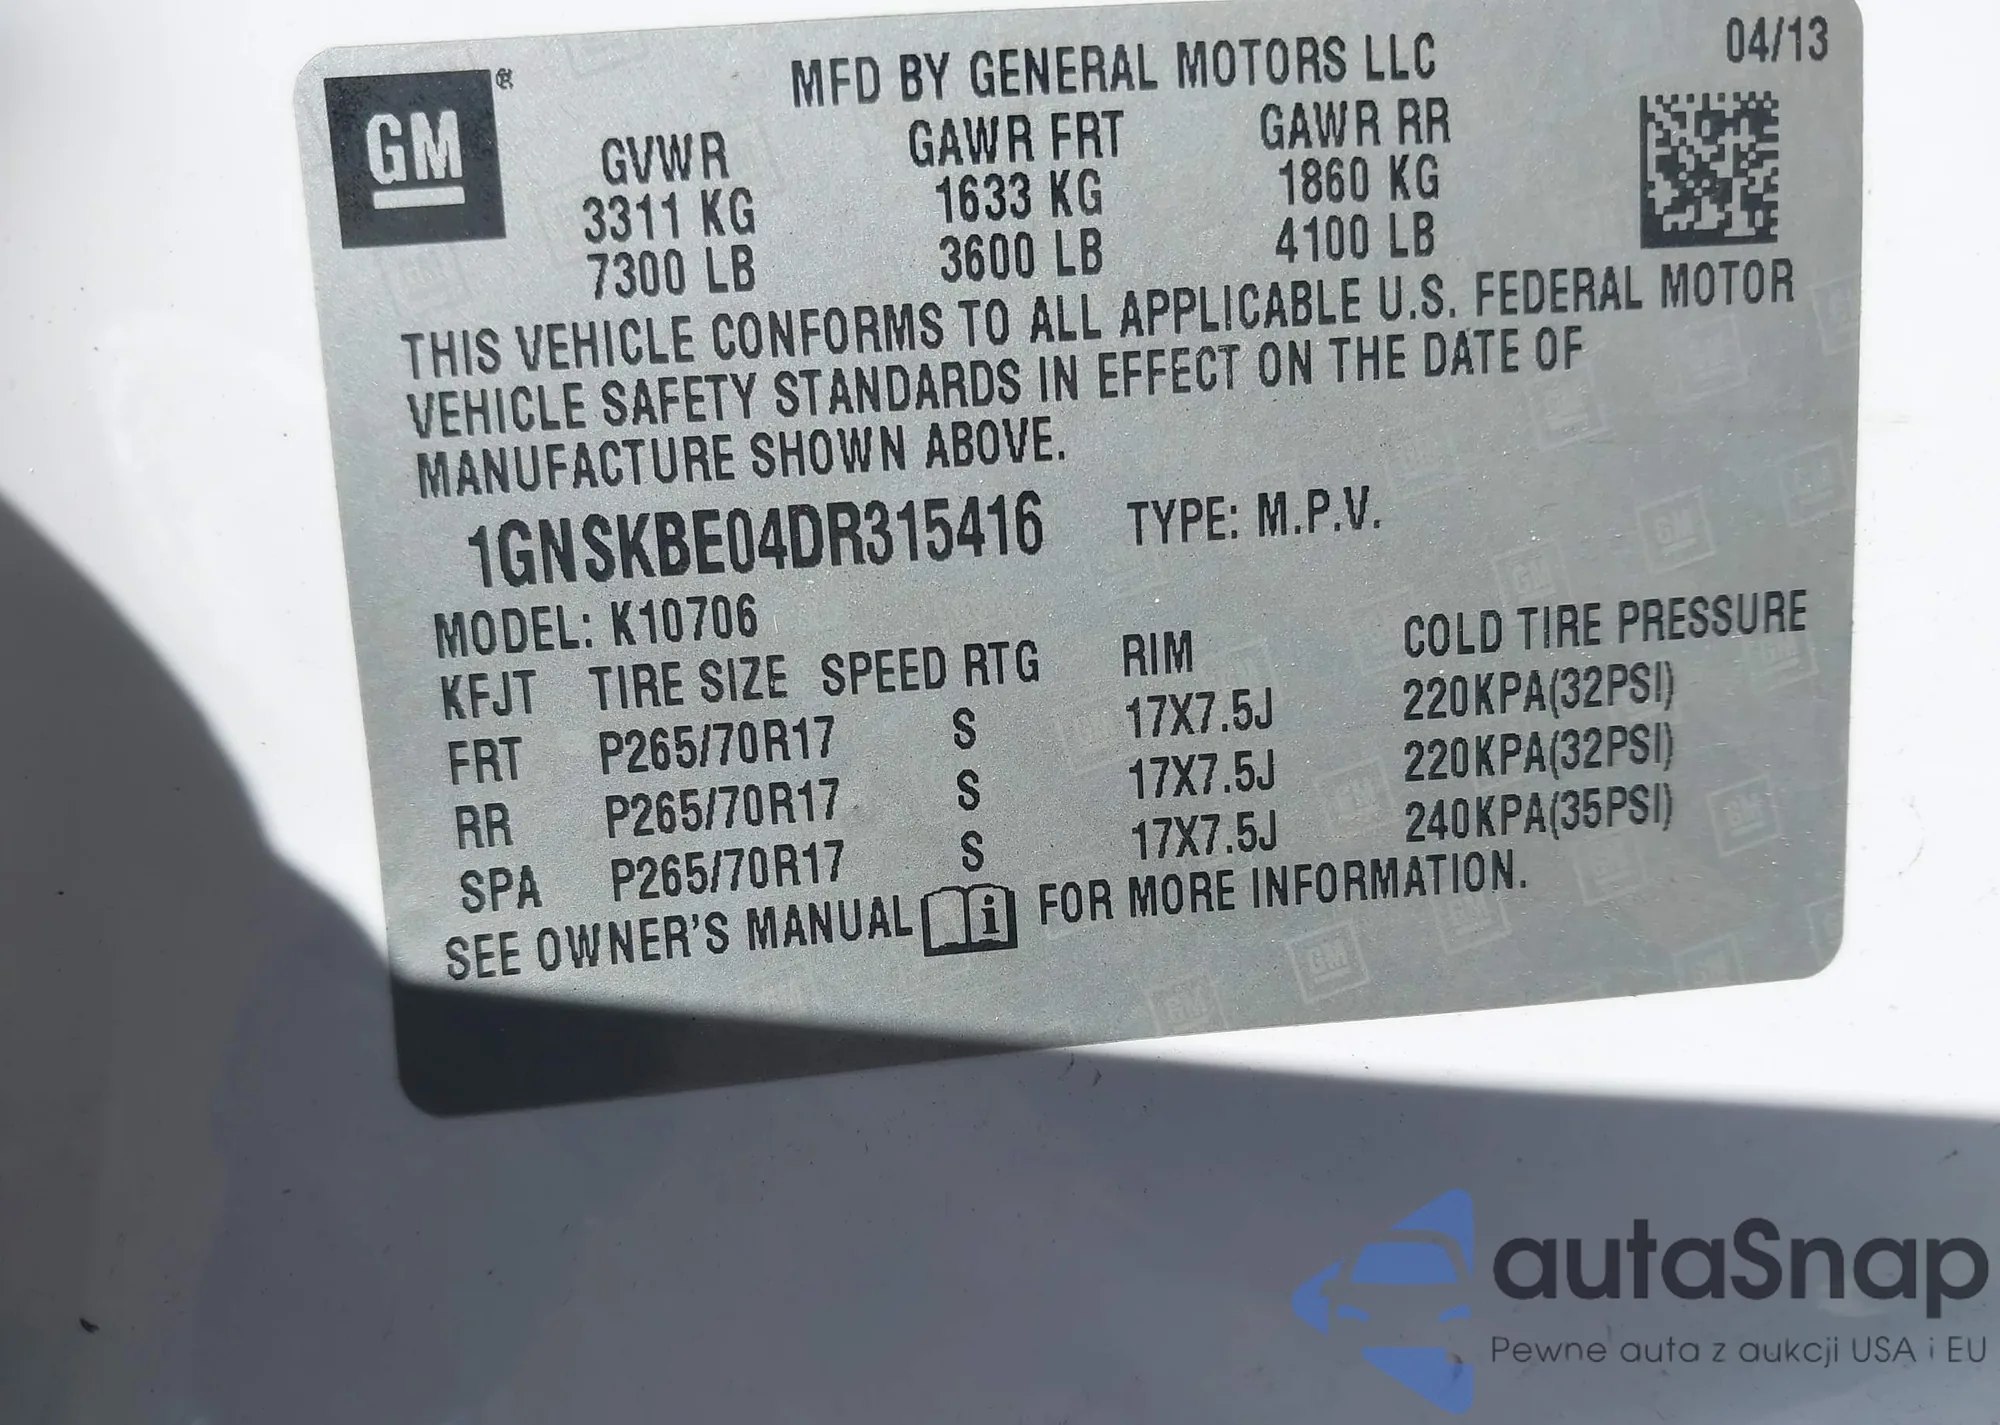 04/13
MFD BY GENERAL MOTORS LLC
GM ®
GVWR GAWR FRT GAWR RR
3311 KG 1633 KG 1860 KG
7300 LB 3600 LB 4100 LB
THIS VEHICLE CONFORMS TO ALL APPLICABLE U.S. FEDERAL MOTOR
VEHICLE SAFETY STANDARDS IN EFFECT ON THE DATE OF
MANUFACTURE SHOWN ABOVE.
1GNSKBE04DR315416 TYPE: M.P.V.
MODEL: K10706
KFJT TIRE SIZE SPEED RTG RIM COLD TIRE PRESSURE
FRT P265/70R17 S 17X7.5J 220KPA(32PSI)
RR P265/70R17 S 17X7.5J 220KPA(32PSI)
SPA P265/70R17 S 17X7.5J 240KPA(35PSI)
SEE OWNER'S MANUAL i FOR MORE INFORMATION.
autaSnap
Pewne auta z aukcji USA i EU